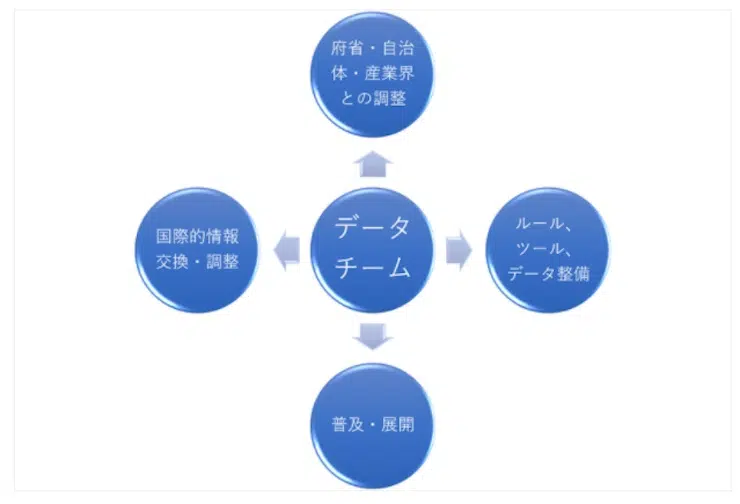 府省・自治
体・産業界
との調整
国際的情報
交換・調整
データ
チーム
ルール、
ツール、
データ整備
普及・展開